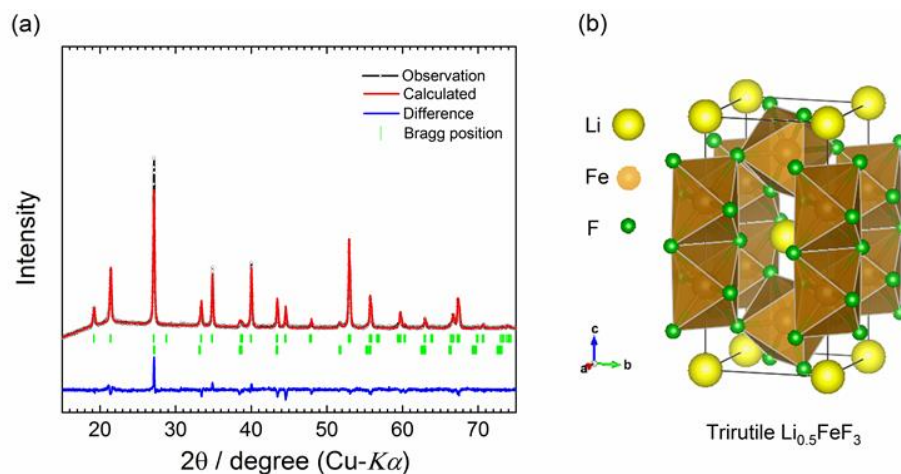 (a)
Intensity
Observation
Calculated
Difference
Bragg position
20 30 40 50 60 70
2θ / degree (Cu-Kα)
(b)
Li
Fe
F
c
a b
Trirutile Li₀.₅FeF₃